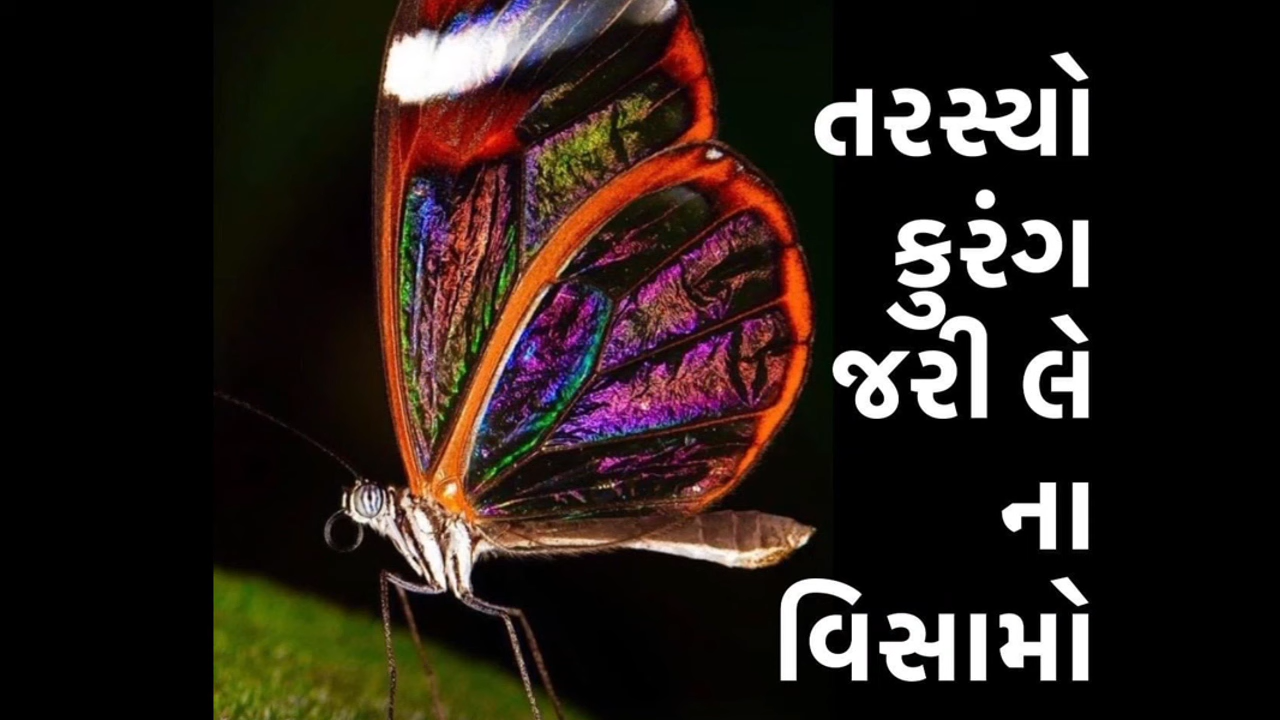 તરસ્યો
કુરંગ
જરી લે
ના
વિસામો